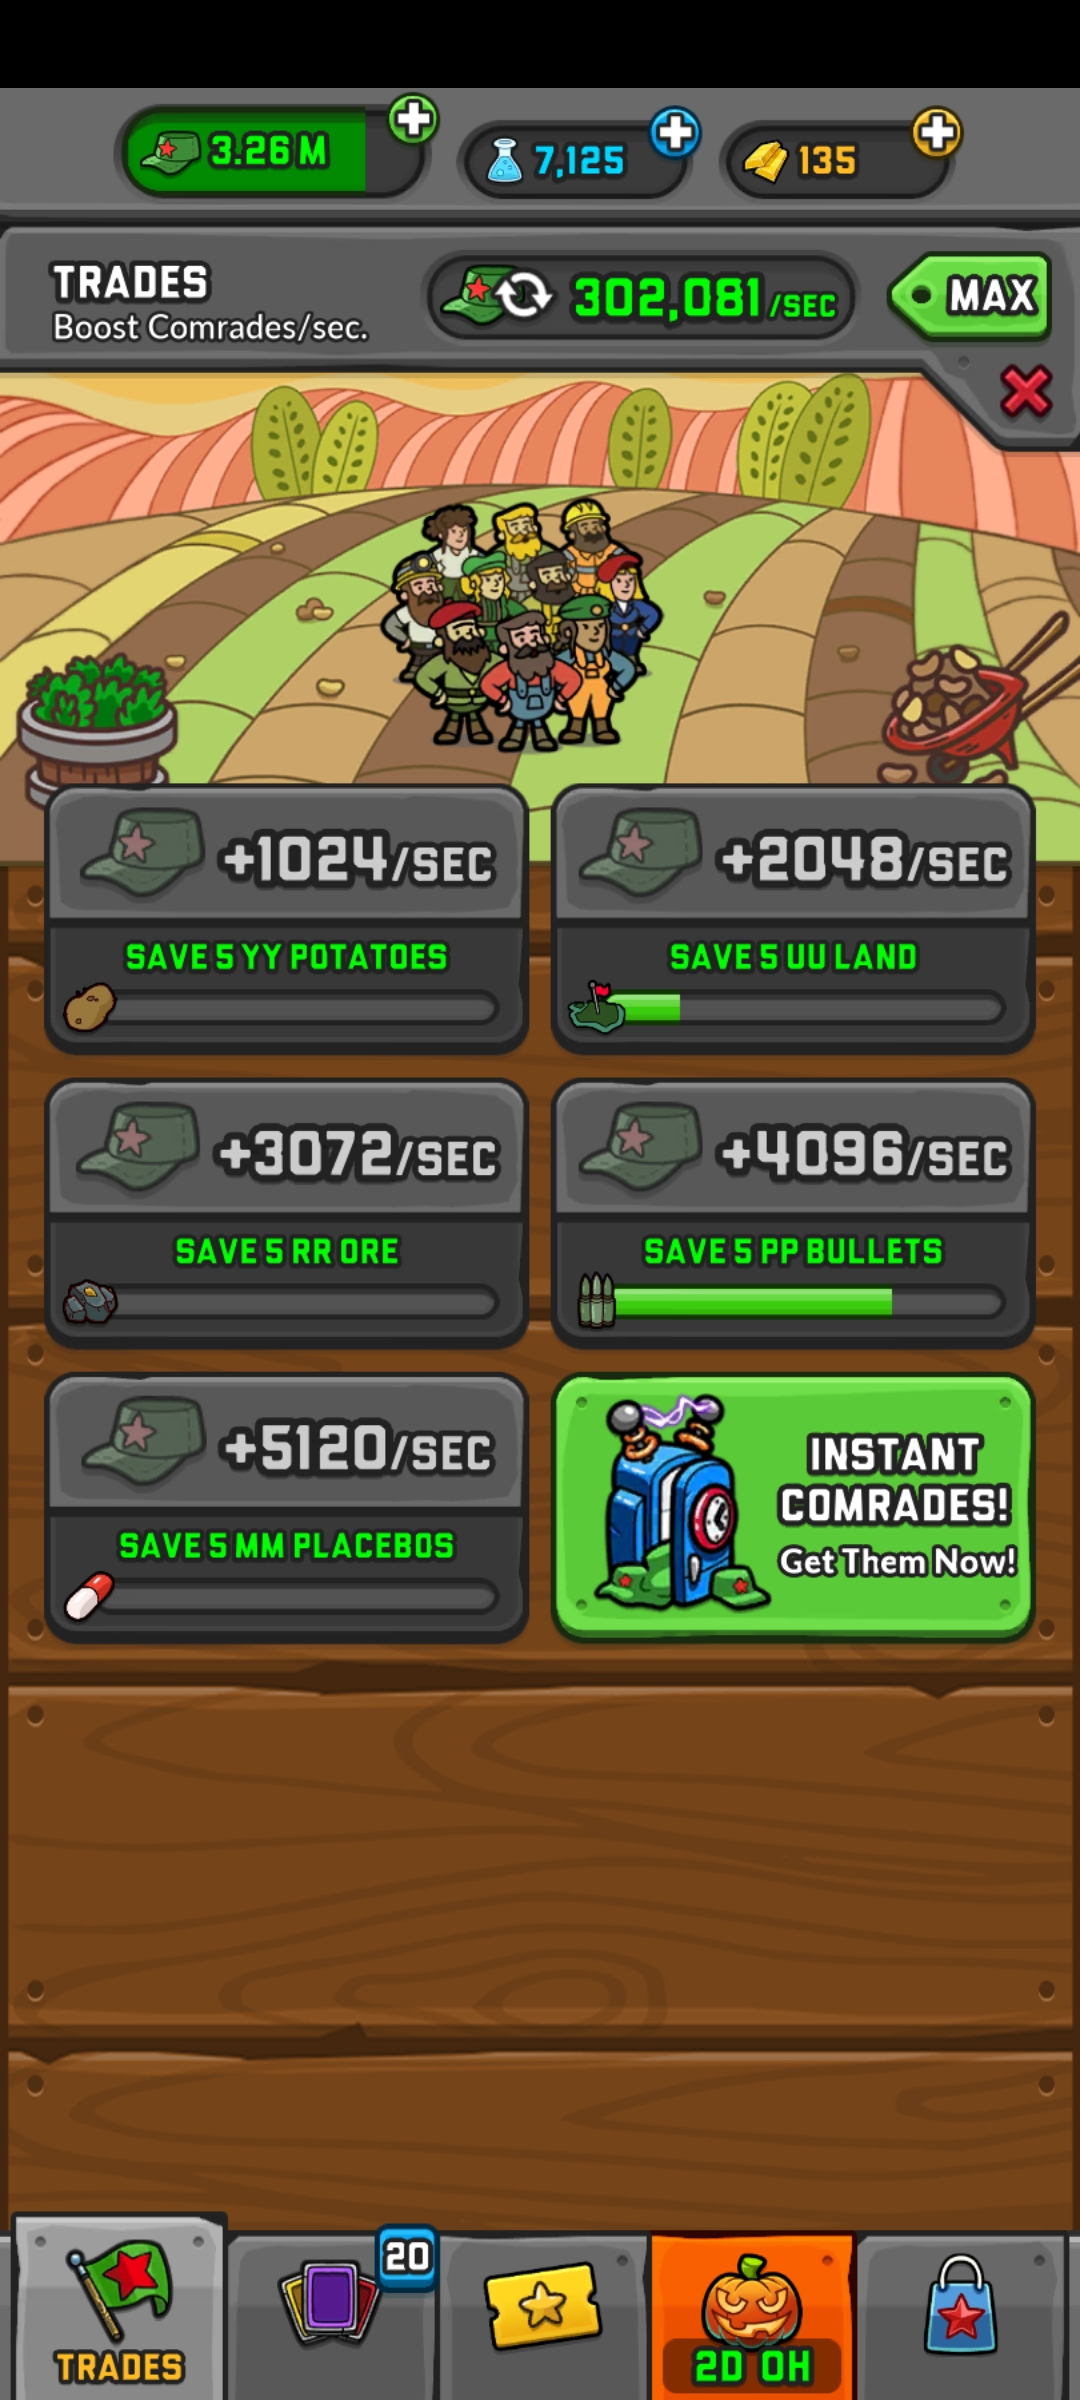 3.26 M
7,125
135
TRADES
Boost Comrades/sec.
302,081 /SEC
MAX
+1024/SEC
SAVE 5 YY POTATOES
+2048/SEC
SAVE 5 UU LAND
+3072/SEC
SAVE 5 RR ORE
+4096/SEC
SAVE 5 PP BULLETS
+5120/SEC
SAVE 5 MM PLACEBOS
INSTANT
COMRADES!
Get Them Now!
20
TRADES
2D 0H